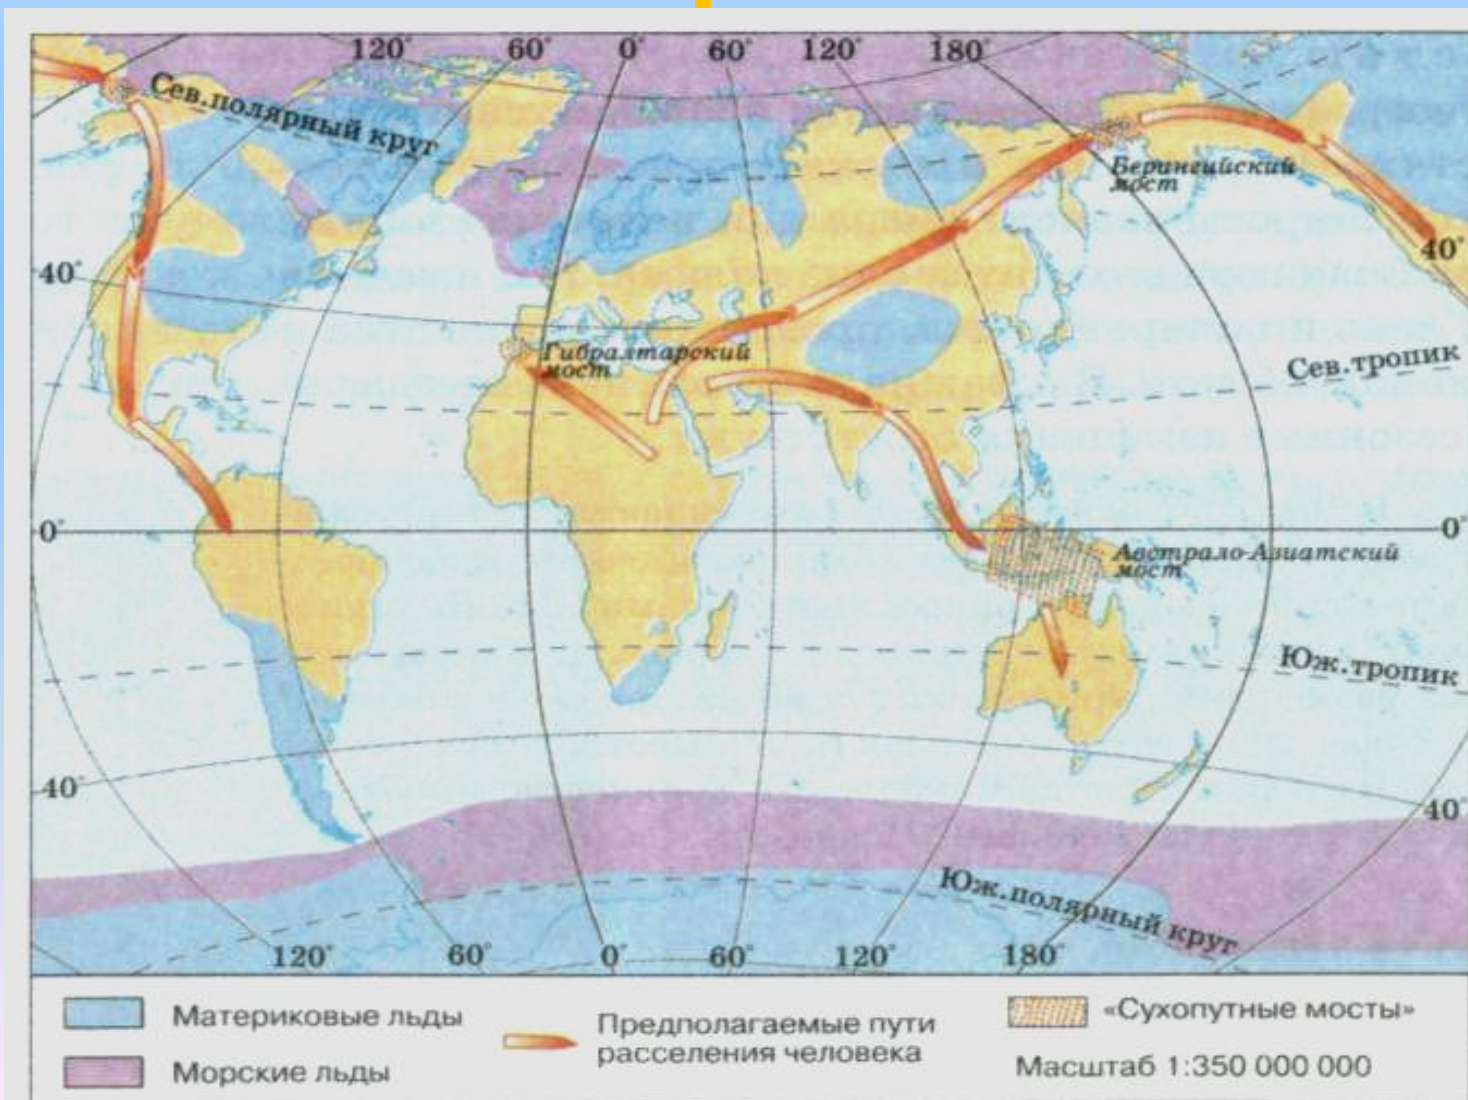 120° 60° 0° 60° 120° 180°
Сев.полярный круг
Берингийский
мост
40° 40°
Гибралтарский
мост
Сев.тропик
0° 0°
Австрало-Азиатский
мост
Юж.тропик
40° 40°
Юж.полярный круг
120° 60° 0° 60° 120° 180°
Материковые льды
Морские льды
Предполагаемые пути
расселения человека
«Сухопутные мосты»
Масштаб 1:350 000 000